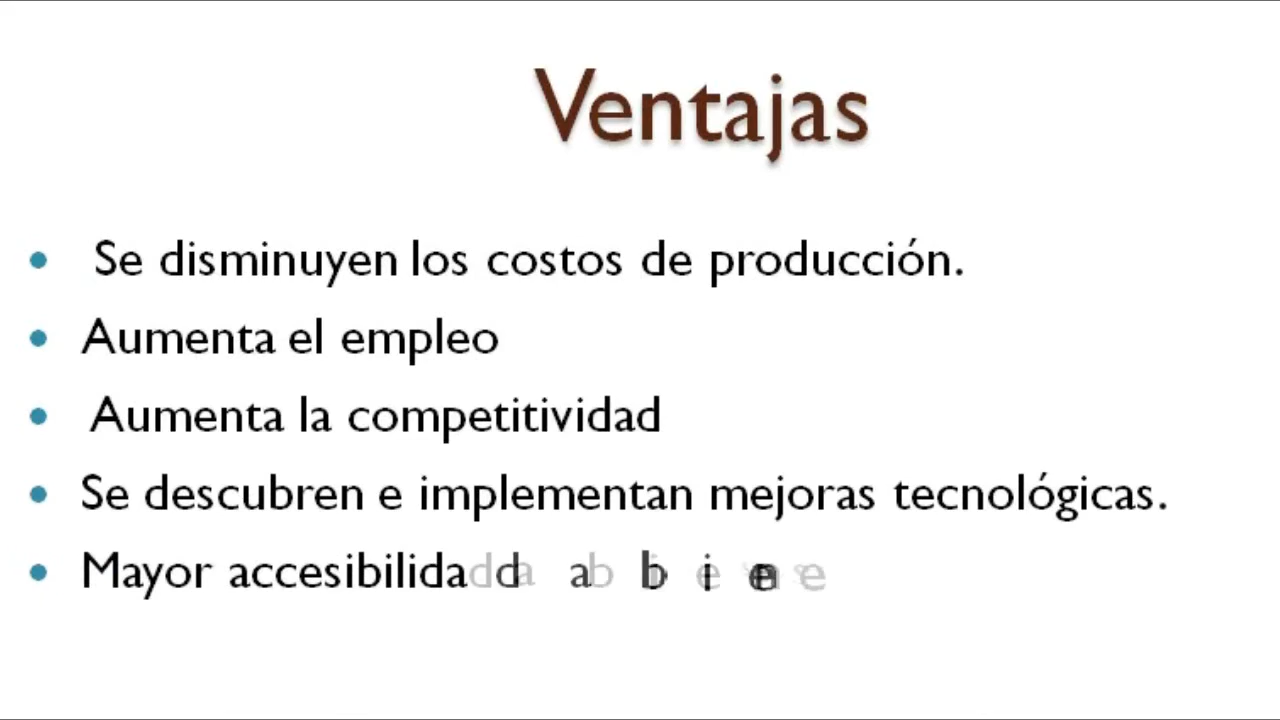 Ventajas
• Se disminuyen los costos de producción.
• Aumenta el empleo
• Aumenta la competitividad
• Se descubren e implementan mejoras tecnológicas.
• Mayor accesibilidad a